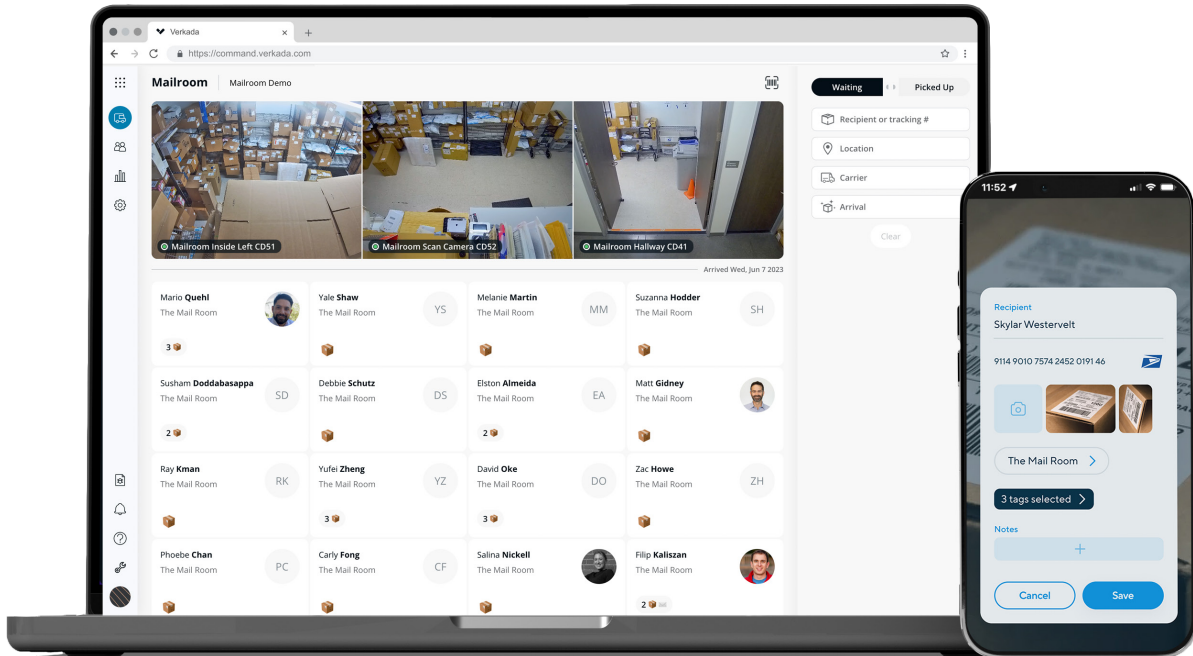 Verkada
https://command.verkada.com
Mailroom
Mailroom Demo
Mailroom Inside Left CD51
Mailroom Scan Camera CD52
Mailroom Hallway CD41
Arrived Wed, Jun 7 2023
Mario Quehl
The Mail Room
3
Yale Shaw
The Mail Room
YS
Melanie Martin
The Mail Room
MM
Suzanna Hodder
The Mail Room
SH
Susham Doddabasappa
The Mail Room
SD
2
Debbie Schutz
The Mail Room
DS
Elston Almeida
The Mail Room
EA
2
Matt Gidney
The Mail Room
Ray Kman
The Mail Room
RK
Yufei Zheng
The Mail Room
YZ
3
David Oke
The Mail Room
DO
3
Zac Howe
The Mail Room
ZH
Phoebe Chan
The Mail Room
PC
Carly Fong
The Mail Room
CF
Salina Nickell
The Mail Room
Filip Kaliszan
The Mail Room
2
Waiting
Picked Up
Recipient or tracking #
Location
Carrier
Arrival
Clear
11:52
Recipient
Skylar Westervelt
9114 9010 7574 2452 0191 46
The Mail Room
3 tags selected
Notes
Cancel
Save